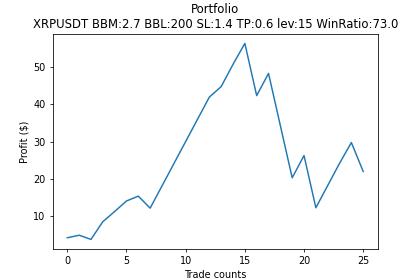 Portfolio
XRPUSDT BBM:2.7 BBL:200 SL:1.4 TP:0.6 lev:15 WinRatio:73.0
Profit ($)
50
40
30
20
10
0 5 10 15 20 25
Trade counts